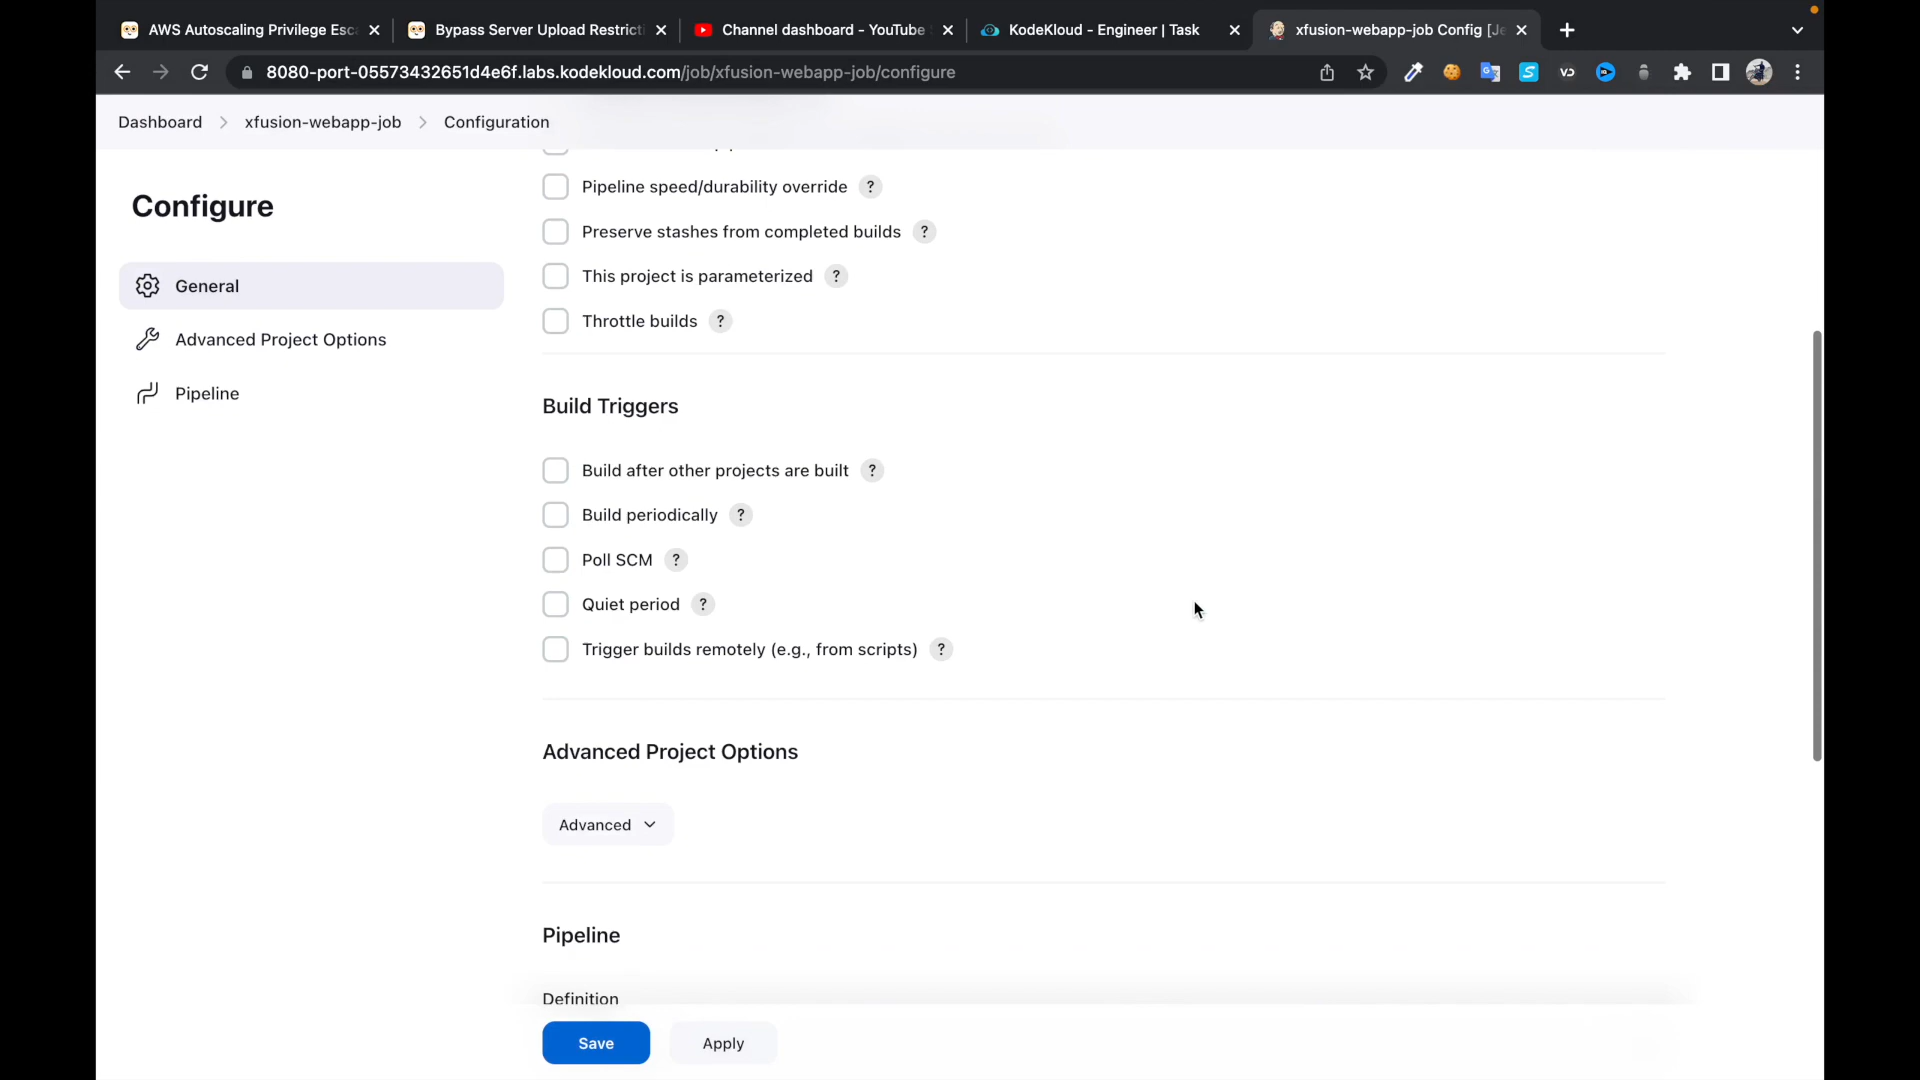 AWS Autoscaling Privilege Esc
Bypass Server Upload Restricti
Channel dashboard - YouTube
KodeKloud - Engineer | Task
xfusion-webapp-job Config [Je
8080-port-05573432651d4e6f.labs.kodekloud.com/job/xfusion-webapp-job/configure
Dashboard
xfusion-webapp-job
Configuration
Configure
General
Advanced Project Options
Pipeline
Pipeline speed/durability override ?
Preserve stashes from completed builds ?
This project is parameterized ?
Throttle builds ?
Build Triggers
Build after other projects are built ?
Build periodically ?
Poll SCM ?
Quiet period ?
Trigger builds remotely (e.g., from scripts) ?
Advanced Project Options
Advanced
Pipeline
Definition
Save
Apply